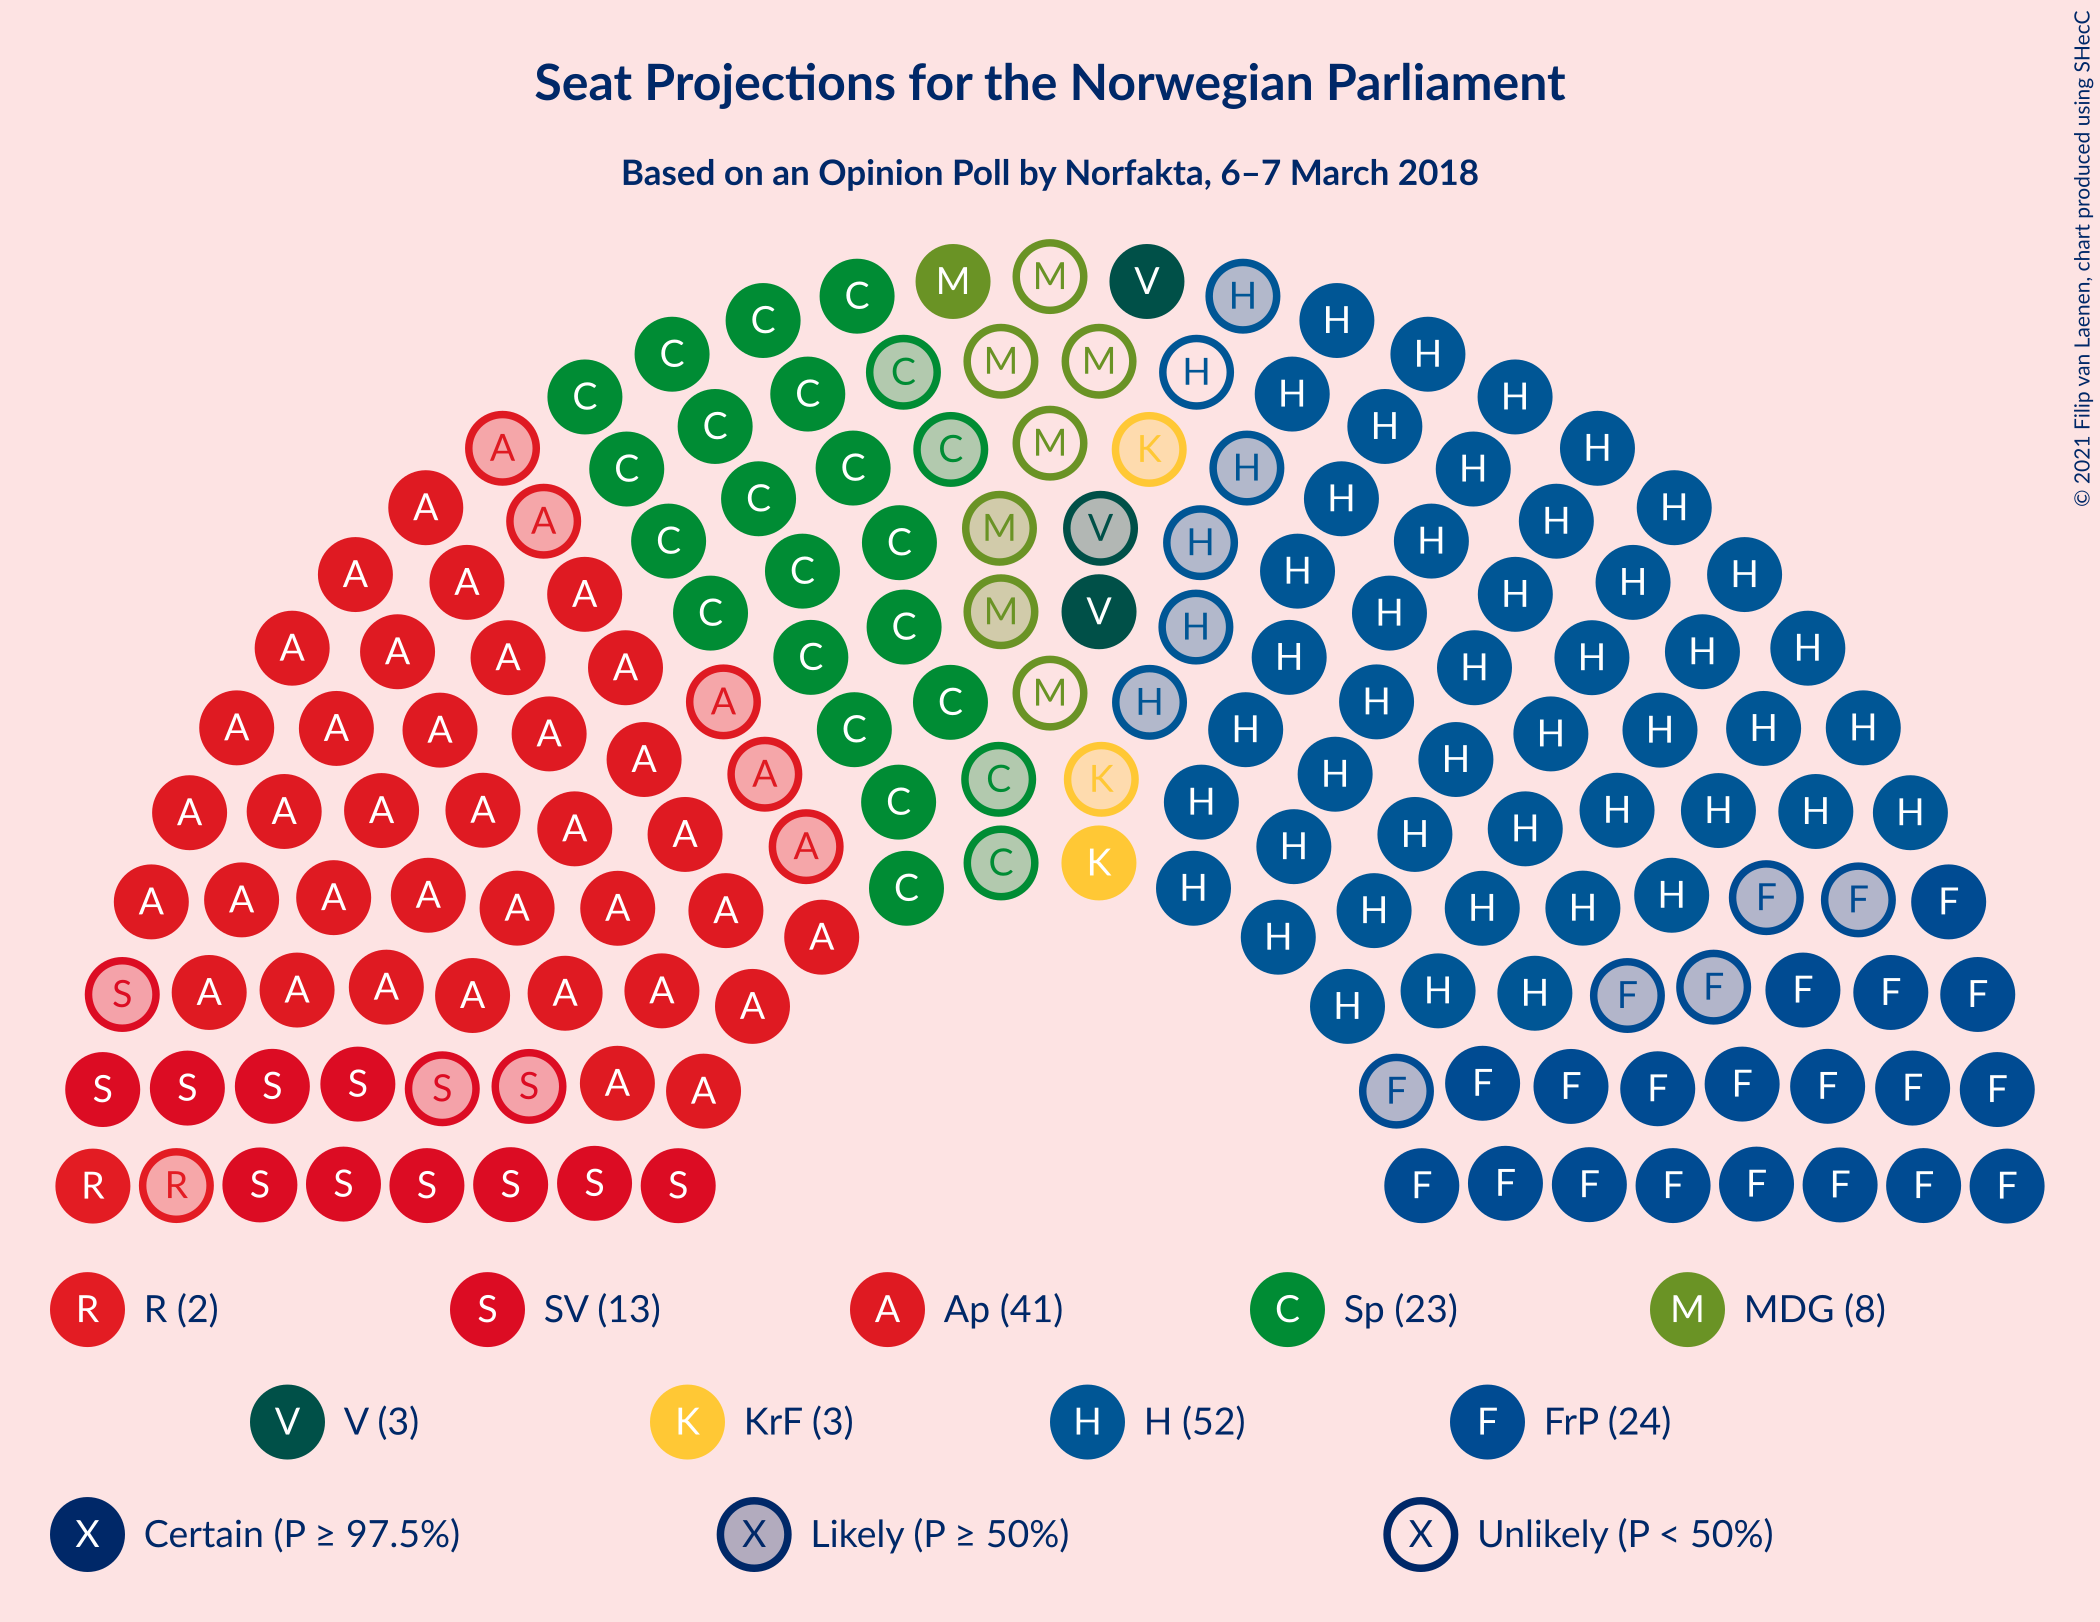 Seat Projections for the Norwegian Parliament
Based on an Opinion Poll by Norfakta, 6–7 March 2018
© 2021 Filip van Laenen, chart produced using SHecC
M M V
C H
C H
C M M H H
C C H H
C M K H
A C C C H H H
C C H H
A A C M V H H H
C C H H
A A A C C M V H H H H
A C C H H
A A A A C M H H H H H
A C C H H
A A A A A C K H H H H H
A C H
A A A A A A A C K H H H H H H H
C C H H
A A A A A A A A H H H H H F F F
S A A A A A A A H H H F F F F F
S S S S S S A A F F F F F F F F
R R S S S S S S F F F F F F F F
R R (2) S SV (13) A Ap (41) C Sp (23) M MDG (8)
V V (3) K KrF (3) H H (52) F FrP (24)
X Certain (P ≥ 97.5%) X Likely (P ≥ 50%) X Unlikely (P < 50%)